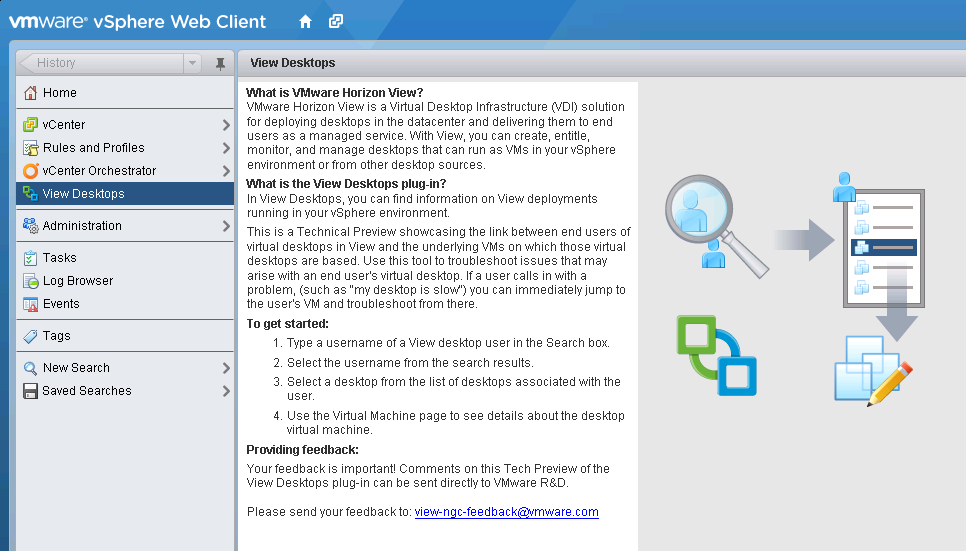 vmware® vSphere Web Client
History
Home
vCenter
Rules and Profiles
vCenter Orchestrator
View Desktops
Administration
Tasks
Log Browser
Events
Tags
New Search
Saved Searches
View Desktops
What is VMware Horizon View?
VMware Horizon View is a Virtual Desktop Infrastructure (VDI) solution
for deploying desktops in the datacenter and delivering them to end
users as a managed service. With View, you can create, entitle,
monitor, and manage desktops that can run as VMs in your vSphere
environment or from other desktop sources.
What is the View Desktops plug-in?
In View Desktops, you can find information on View deployments
running in your vSphere environment.
This is a Technical Preview showcasing the link between end users of
virtual desktops in View and the underlying VMs on which those virtual
desktops are based. Use this tool to troubleshoot issues that may
arise with an end user's virtual desktop. If a user calls in with a
problem, (such as "my desktop is slow") you can immediately jump to
the user's VM and troubleshoot from there.
To get started:
1. Type a username of a View desktop user in the Search box.
2. Select the username from the search results.
3. Select a desktop from the list of desktops associated with the
user.
4. Use the Virtual Machine page to see details about the desktop
virtual machine.
Providing feedback:
Your feedback is important! Comments on this Tech Preview of the
View Desktops plug-in can be sent directly to VMware R&D.
Please send your feedback to: view-ngc-feedback@vmware.com